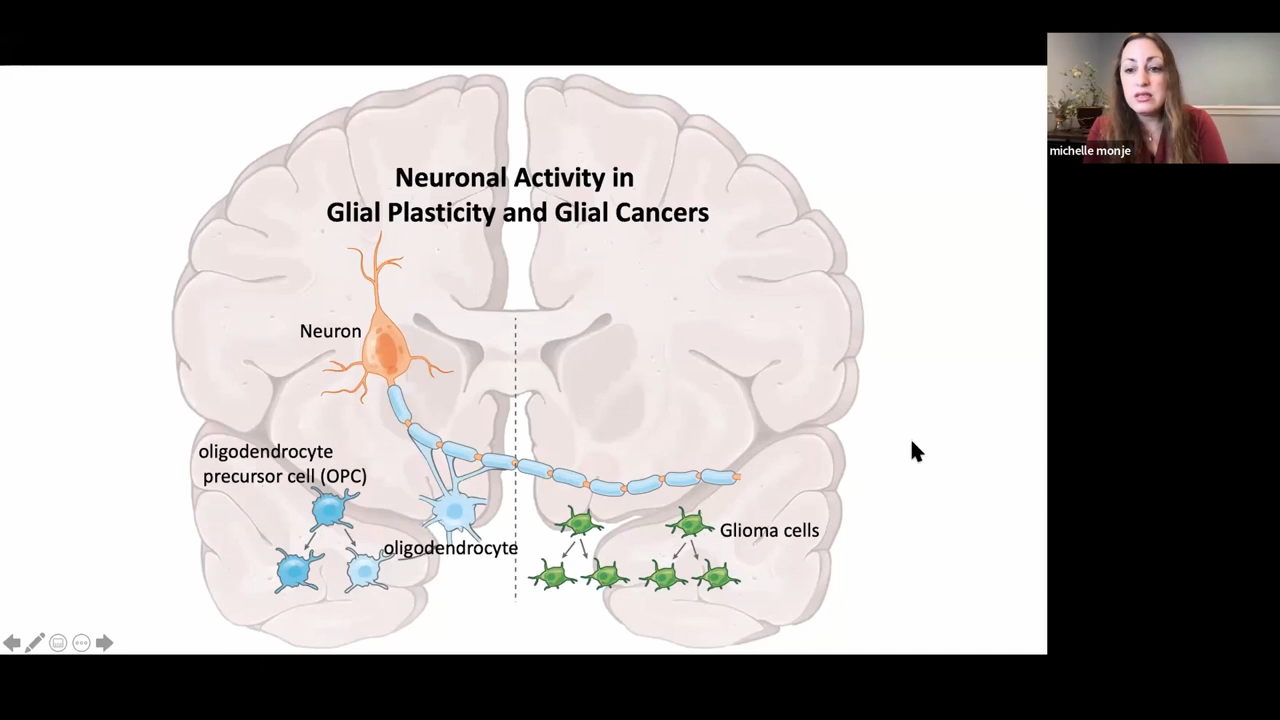 Neuronal Activity in
Glial Plasticity and Glial Cancers
Neuron
oligodendrocyte
precursor cell (OPC)
oligodendrocyte
Glioma cells
michelle monje